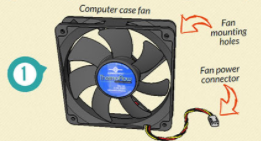 Computer case fan
Fan
mounting
holes
1
Fan power
connector